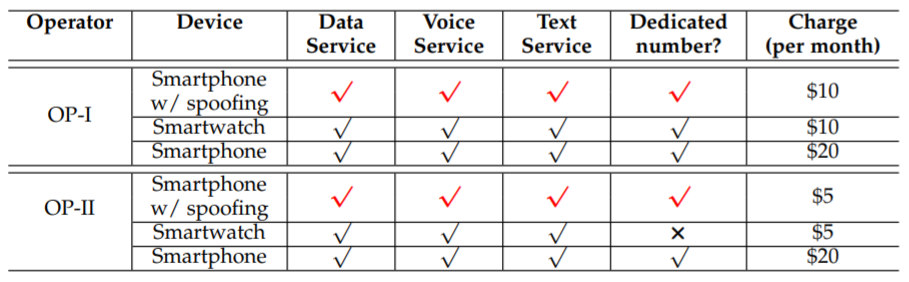 Operator Device Data Service Voice Service Text Service Dedicated number? Charge (per month)
OP-I
Smartphone w/ spoofing √ √ √ √ $10
Smartwatch √ √ √ √ $10
Smartphone √ √ √ √ $20
OP-II
Smartphone w/ spoofing √ √ √ √ $5
Smartwatch √ √ √ × $5
Smartphone √ √ √ √ $20